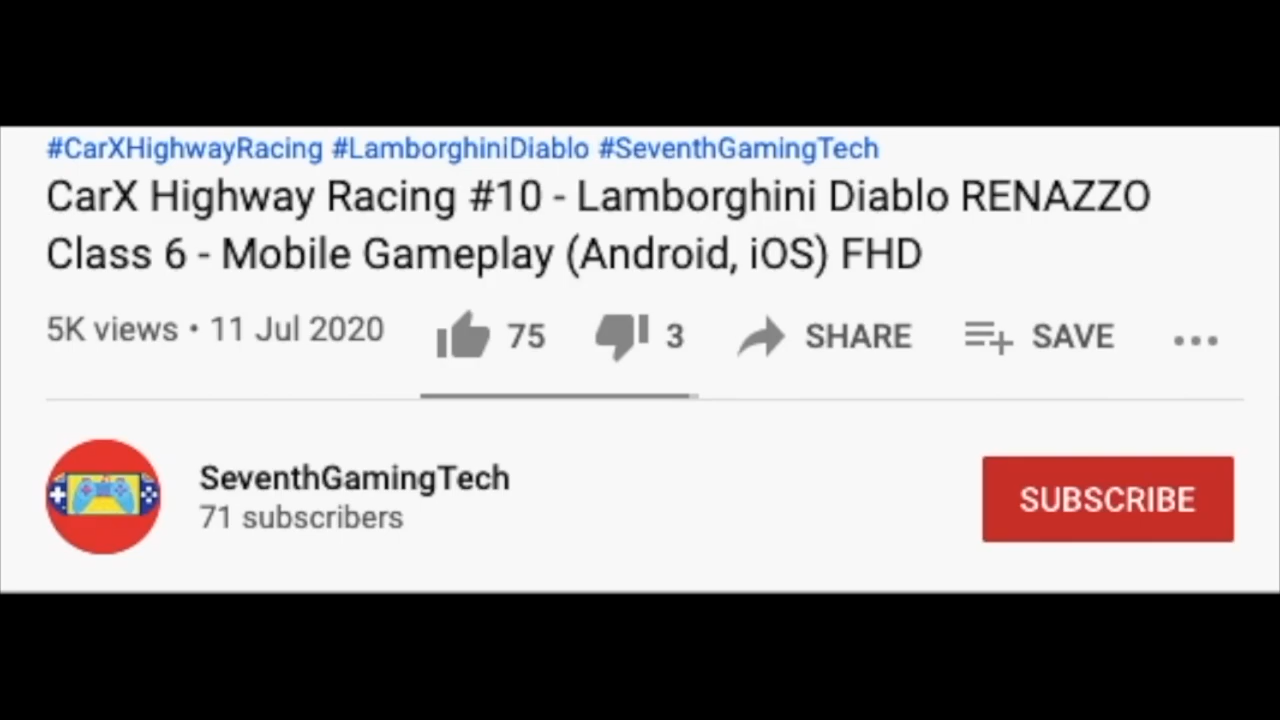 #CarXHighwayRacing #LamborghiniDiablo #SeventhGamingTech
CarX Highway Racing #10 - Lamborghini Diablo RENAZZO
Class 6 - Mobile Gameplay (Android, iOS) FHD
5K views • 11 Jul 2020 75 3 SHARE SAVE
SeventhGamingTech
71 subscribers
SUBSCRIBE